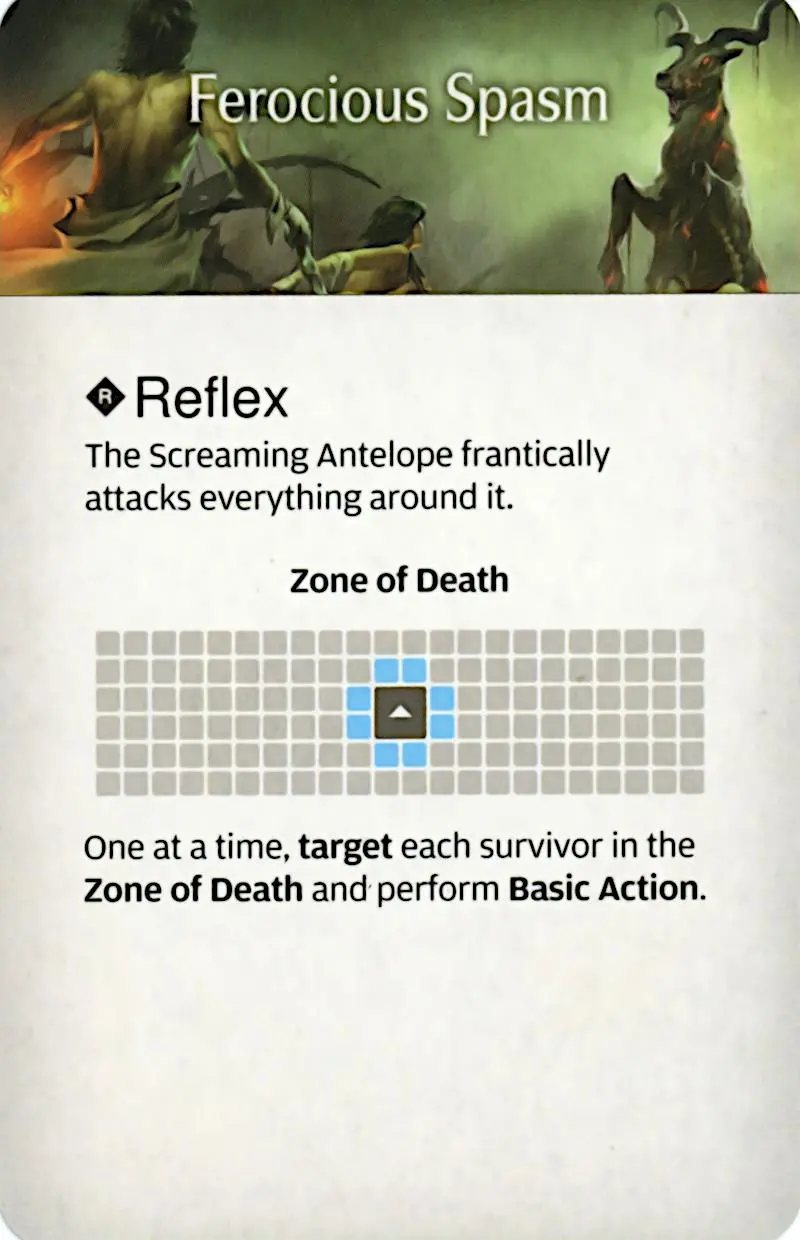 Ferocious Spasm
R Reflex
The Screaming Antelope frantically
attacks everything around it.
Zone of Death
One at a time, target each survivor in the
Zone of Death and perform Basic Action.